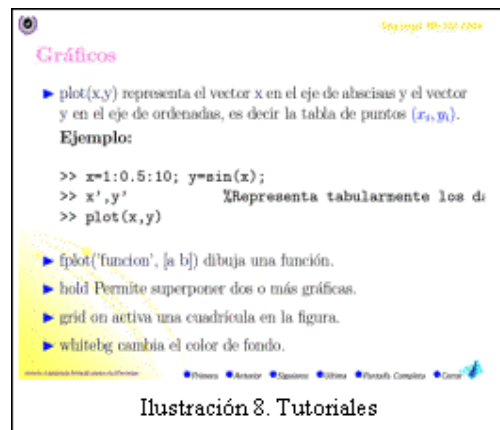 Gráficos
plot(x,y) representa el vector x en el eje de abscisas y el vector
y en el eje de ordenadas, es decir la tabla de puntos (xᵢ,yᵢ).
Ejemplo:
>> x=1:0.5:10; y=sin(x);
>> x',y' %Representa tabularmente los da
>> plot(x,y)
fplot('funcion', [a b]) dibuja una función.
hold Permite superponer dos o más gráficas.
grid on activa una cuadrícula en la figura.
whitebg cambia el color de fondo.
Primera Anterior Siguiente Última Pantalla Completa Cerrar
Ilustración 8. Tutoriales